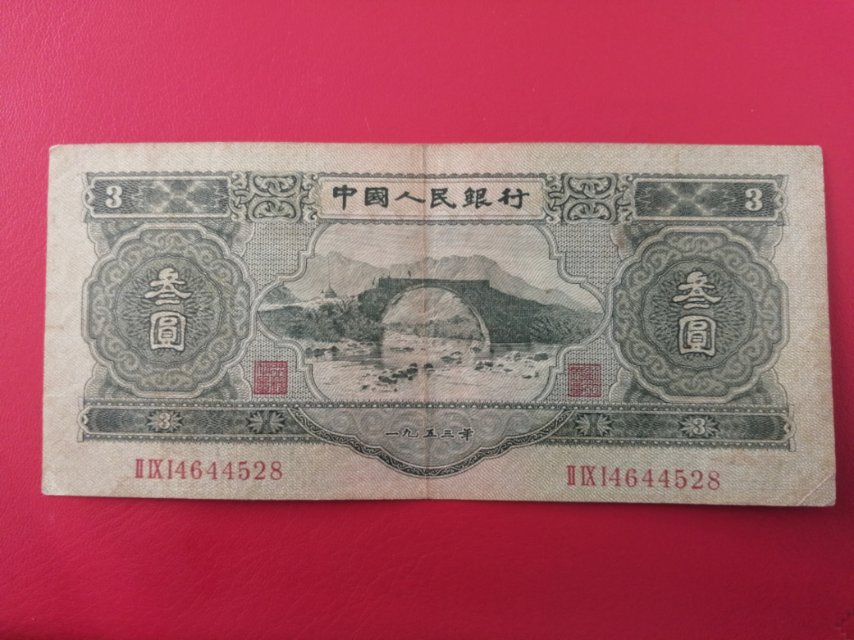 3 中國人民銀行 3
叁圓 叁圓
3 一九五三年 3
ⅡⅨⅠ4644528 ⅡⅨⅠ4644528